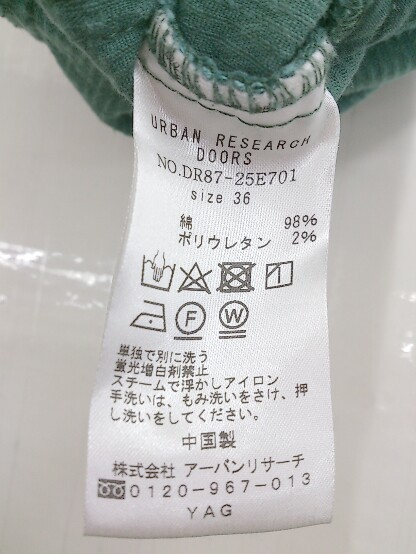 URBAN RESEARCH
DOORS
NO.DR87-25E701
size 36
綿 98%
ポリウレタン 2%
F W
単独で別に洗う
蛍光増白剤禁止
スチームで浮かしアイロン
手洗いは、もみ洗いをさけ、押
し洗いをしてください。
中国製
株式会社 アーバンリサーチ
0120-967-013
YAG